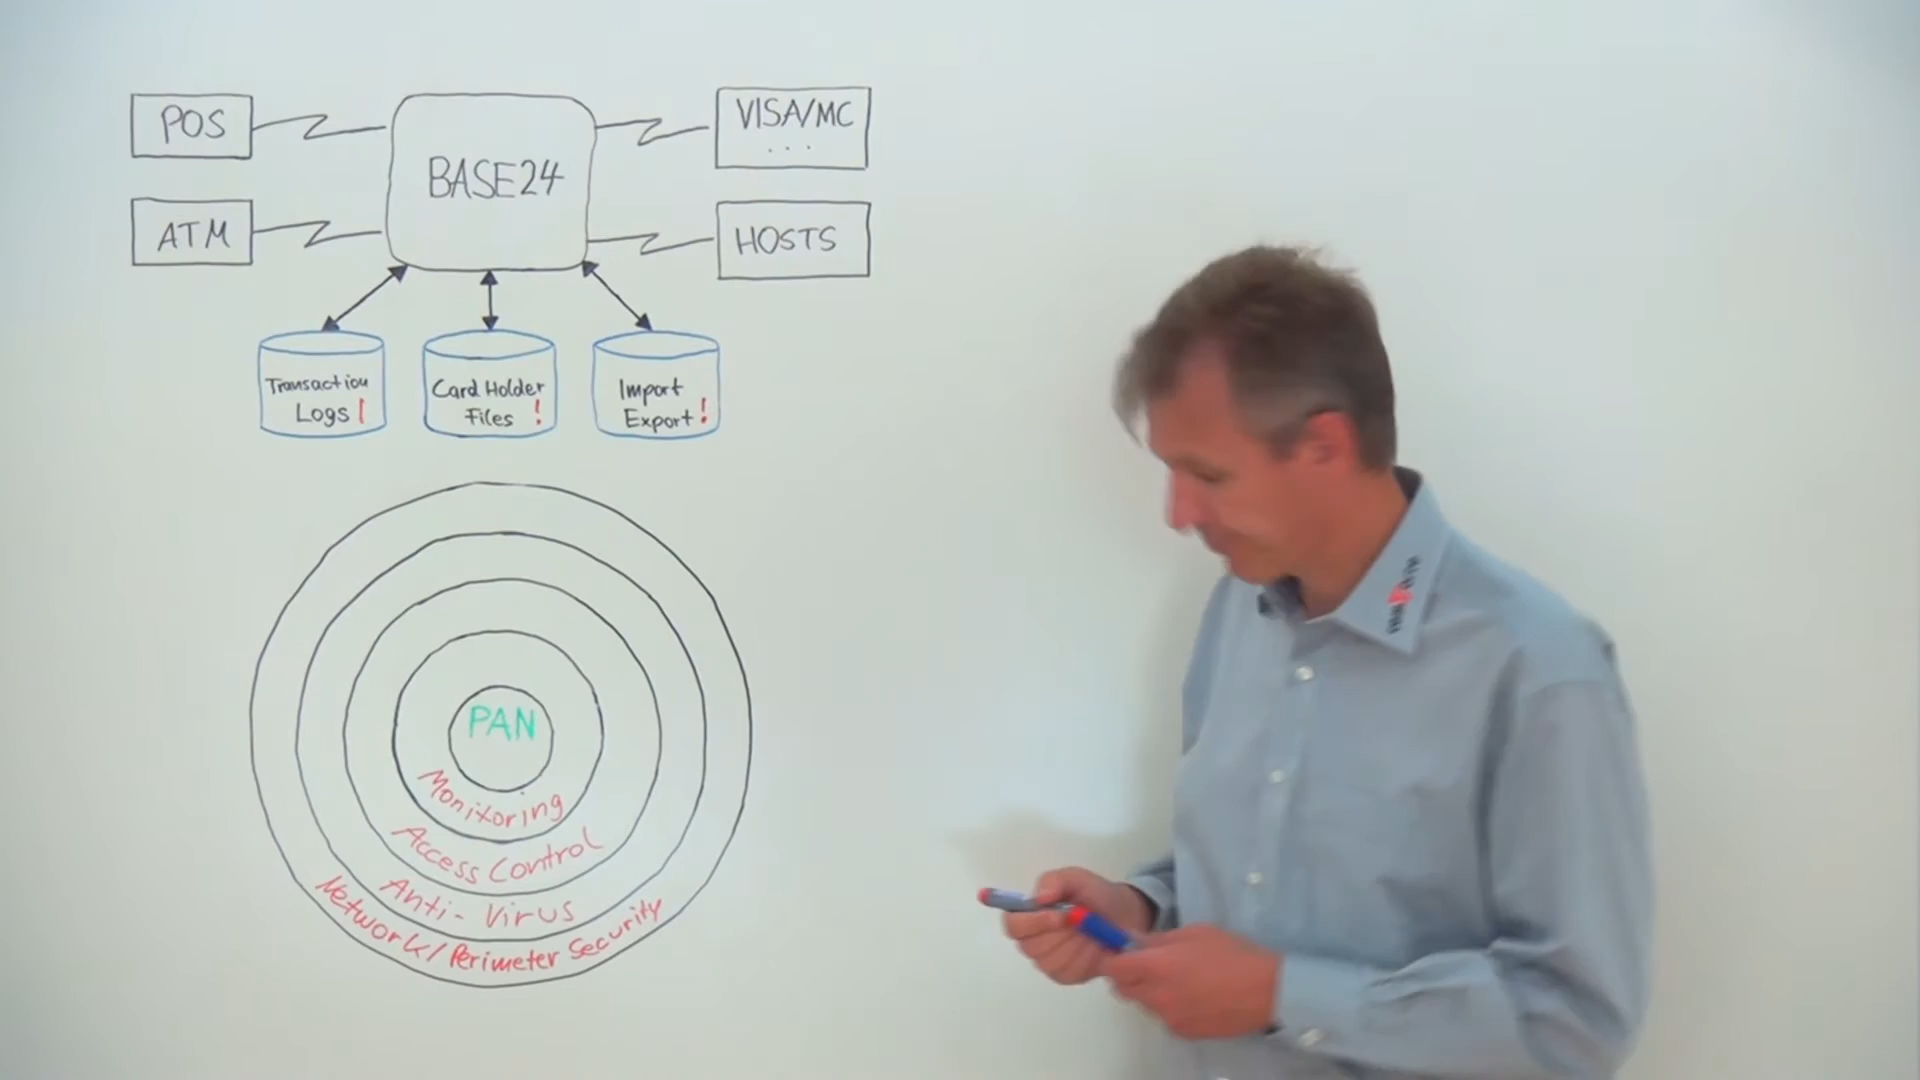 POS
BASE24
VISA/MC
...
ATM
HOSTS
Transaction
Logs!
Card Holder
Files !
Import
Export!
PAN
Monitoring
Access Control
Anti-Virus
Network/Perimeter Security